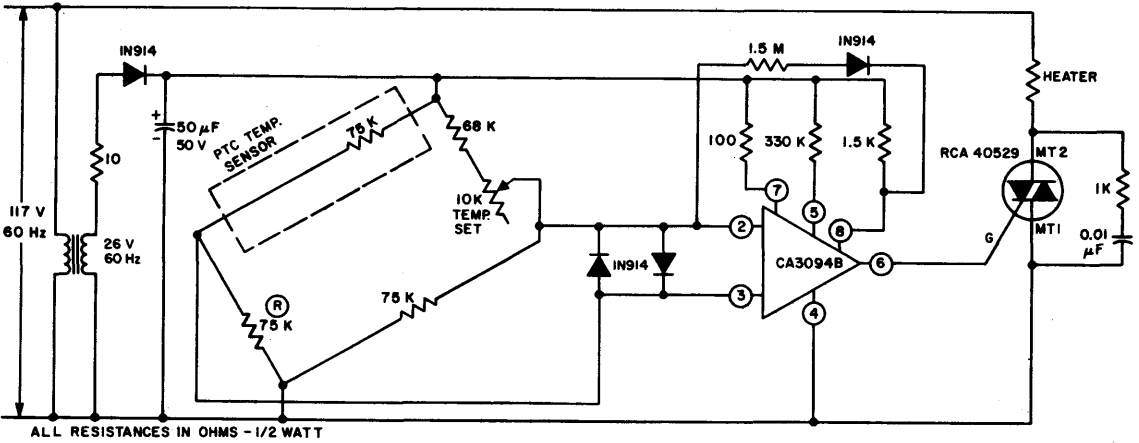 1N914
1.5 M
1N914
HEATER
+
50 µF
50 V
-
PTC TEMP.
SENSOR
75 K
68 K
10
100
330 K
1.5 K
RCA 40529
MT2
7
10K
TEMP.
SET
5
1K
117 V
60 Hz
26 V
60 Hz
2
8
MT1
0.01
µF
G
1N914
CA3094B
6
R
75 K
75 K
3
4
ALL RESISTANCES IN OHMS - 1/2 WATT